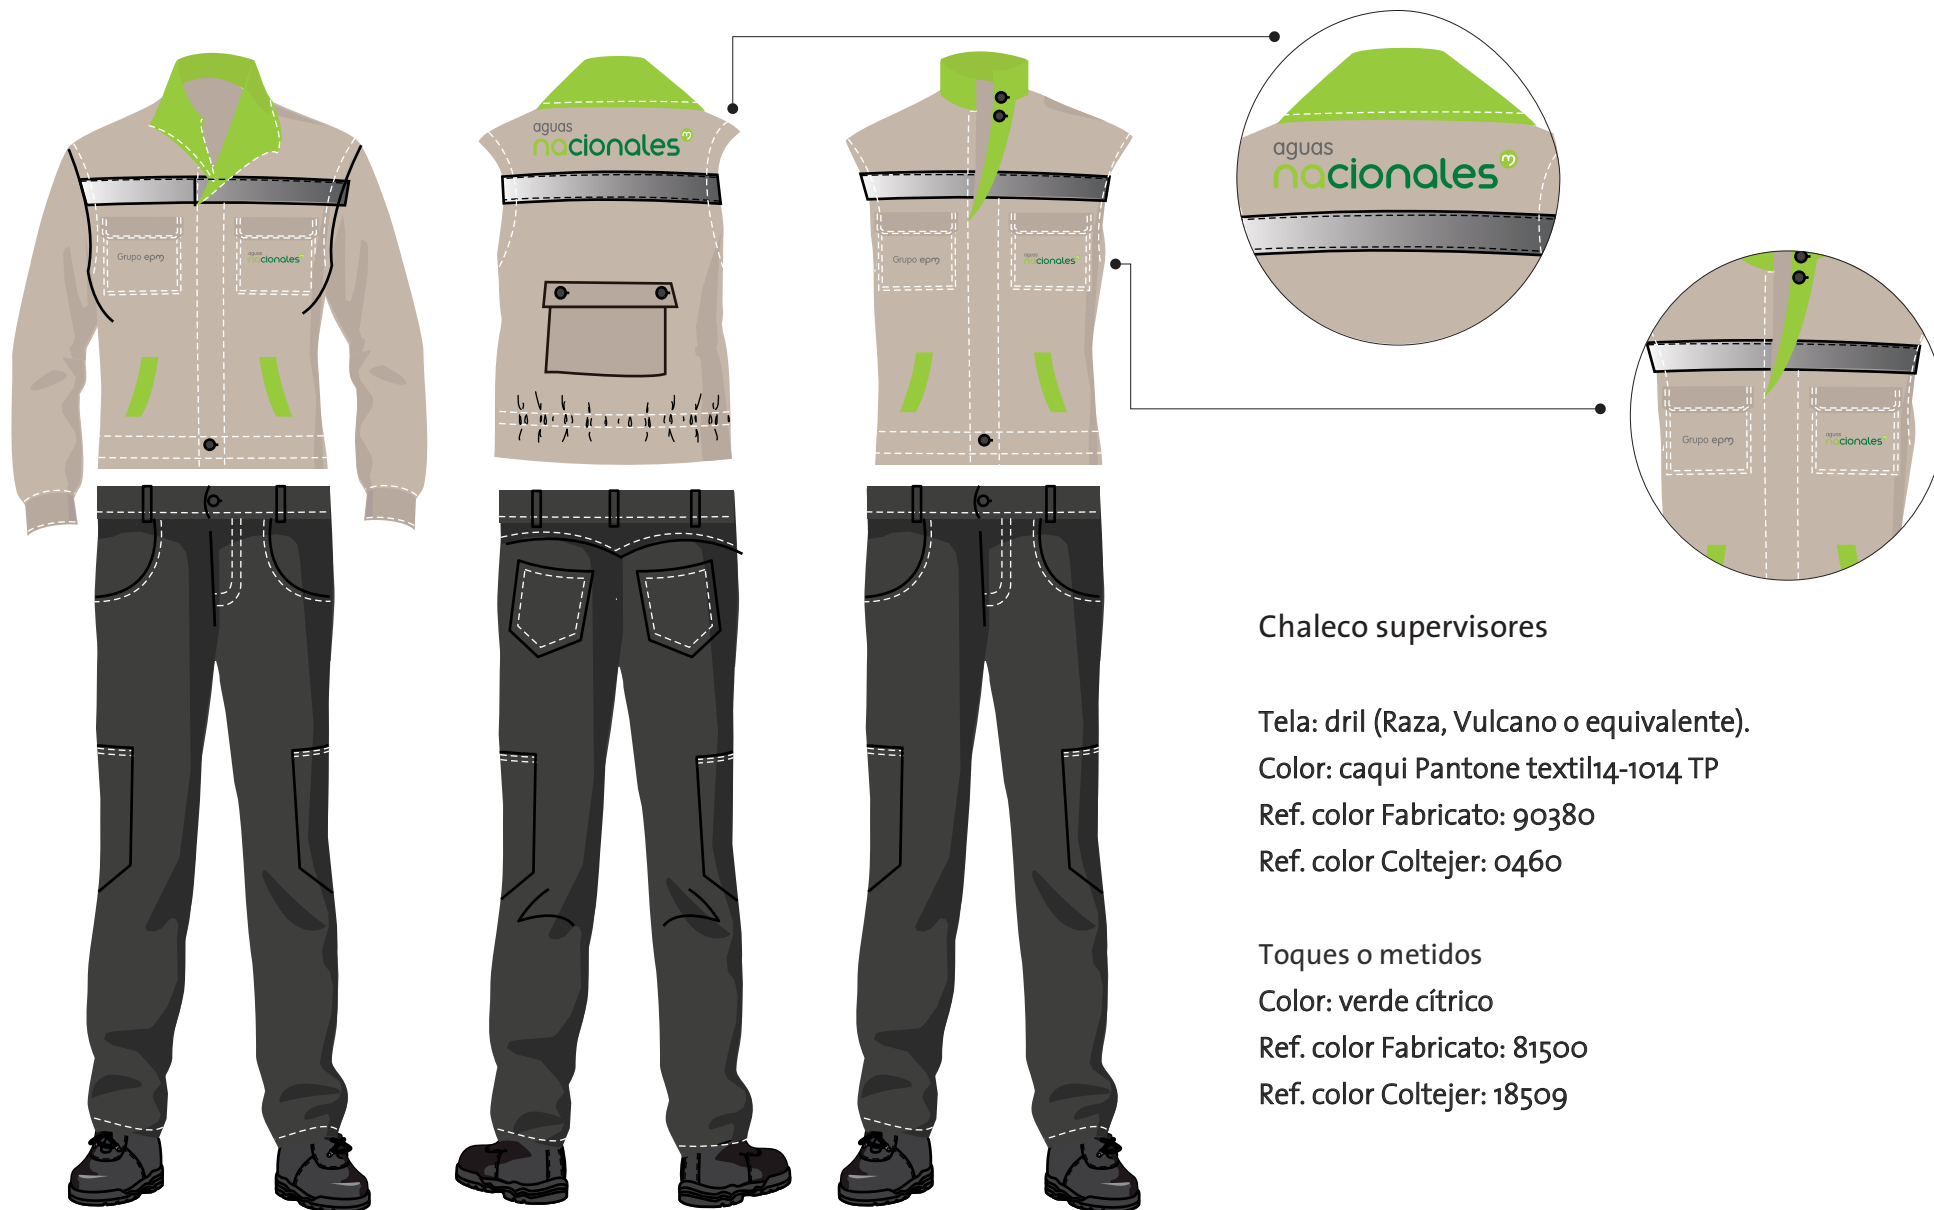 aguas
nacionales
aguas
nacionales
Grupo epm
aguas
nacionales
Grupo epm
aguas
nacionales
Grupo epm
aguas
nacionales
Chaleco supervisores
Tela: dril (Raza, Vulcano o equivalente).
Color: caqui Pantone textil14-1014 TP
Ref. color Fabricato: 90380
Ref. color Coltejer: 0460
Toques o metidos
Color: verde cítrico
Ref. color Fabricato: 81500
Ref. color Coltejer: 18509